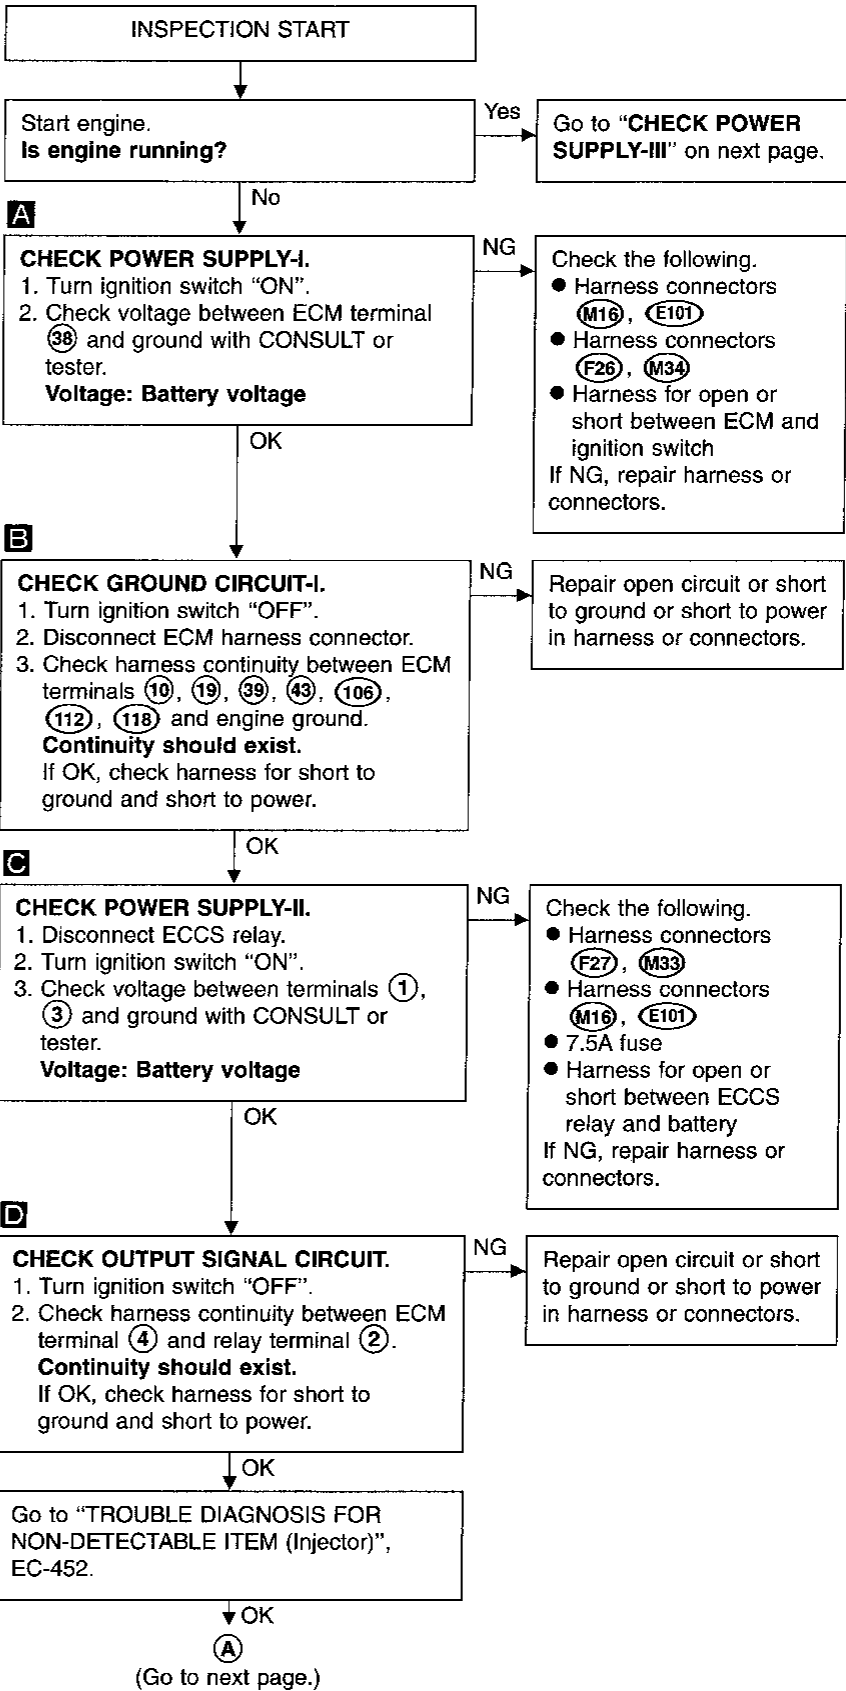 INSPECTION START
Start engine.
Is engine running?
Yes
Go to “CHECK POWER
SUPPLY-III” on next page.
No
A
CHECK POWER SUPPLY-I.
1. Turn ignition switch “ON”.
2. Check voltage between ECM terminal
38 and ground with CONSULT or
tester.
Voltage: Battery voltage
NG
Check the following.
● Harness connectors
M16, E101
● Harness connectors
F26, M34
● Harness for open or
short between ECM and
ignition switch
If NG, repair harness or
connectors.
OK
B
CHECK GROUND CIRCUIT-I.
1. Turn ignition switch “OFF”.
2. Disconnect ECM harness connector.
3. Check harness continuity between ECM
terminals 10, 19, 39, 43, 106,
112, 118 and engine ground.
Continuity should exist.
If OK, check harness for short to
ground and short to power.
NG
Repair open circuit or short
to ground or short to power
in harness or connectors.
OK
C
CHECK POWER SUPPLY-II.
1. Disconnect ECCS relay.
2. Turn ignition switch “ON”.
3. Check voltage between terminals 1,
3 and ground with CONSULT or
tester.
Voltage: Battery voltage
NG
Check the following.
● Harness connectors
F27, M33
● Harness connectors
M16, E101
● 7.5A fuse
● Harness for open or
short between ECCS
relay and battery
If NG, repair harness or
connectors.
OK
D
CHECK OUTPUT SIGNAL CIRCUIT.
1. Turn ignition switch “OFF”.
2. Check harness continuity between ECM
terminal 4 and relay terminal 2.
Continuity should exist.
If OK, check harness for short to
ground and short to power.
NG
Repair open circuit or short
to ground or short to power
in harness or connectors.
OK
Go to “TROUBLE DIAGNOSIS FOR
NON-DETECTABLE ITEM (Injector)”,
EC-452.
OK
A
(Go to next page.)